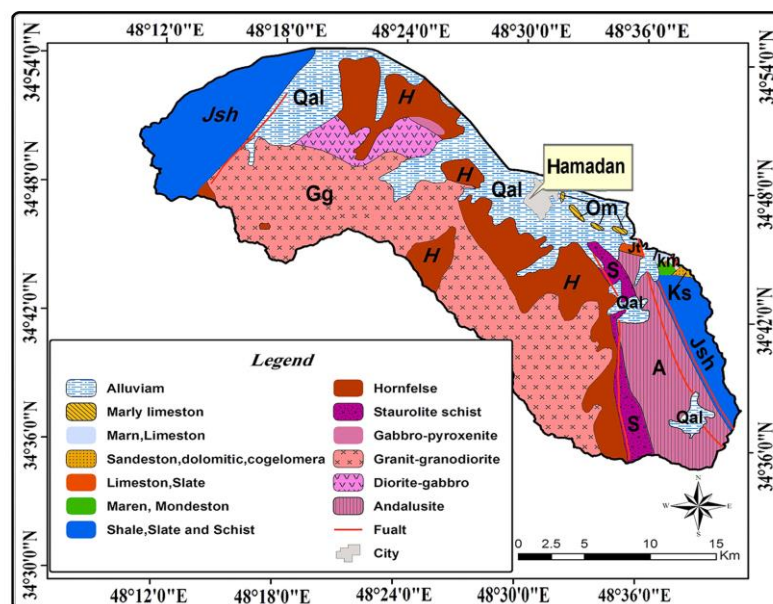 48°12'0"E 48°18'0"E 48°24'0"E 48°30'0"E 48°36'0"E
34°54'0"N
34°48'0"N
34°42'0"N
34°36'0"N
34°30'0"N
34°54'0"N
34°48'0"N
34°42'0"N
34°36'0"N
Jsh
Qal
H
Hamadan
H
Gg
Qal
Om
Jt
km
H
H
S
Ks
Qal
Jsh
A
S
Qal
Legend
Alluviam
Marly limeston
Marn,Limeston
Sandeston,dolomitic,cogelomera
Limeston,Slate
Maren, Mondeston
Shale,Slate and Schist
Hornfelse
Staurolite schist
Gabbro-pyroxenite
Granit-granodiorite
Diorite-gabbro
Andalusite
Fualt
City
N
W E
S
0 2.5 5 10 15
Km
48°12'0"E 48°18'0"E 48°24'0"E 48°30'0"E 48°36'0"E